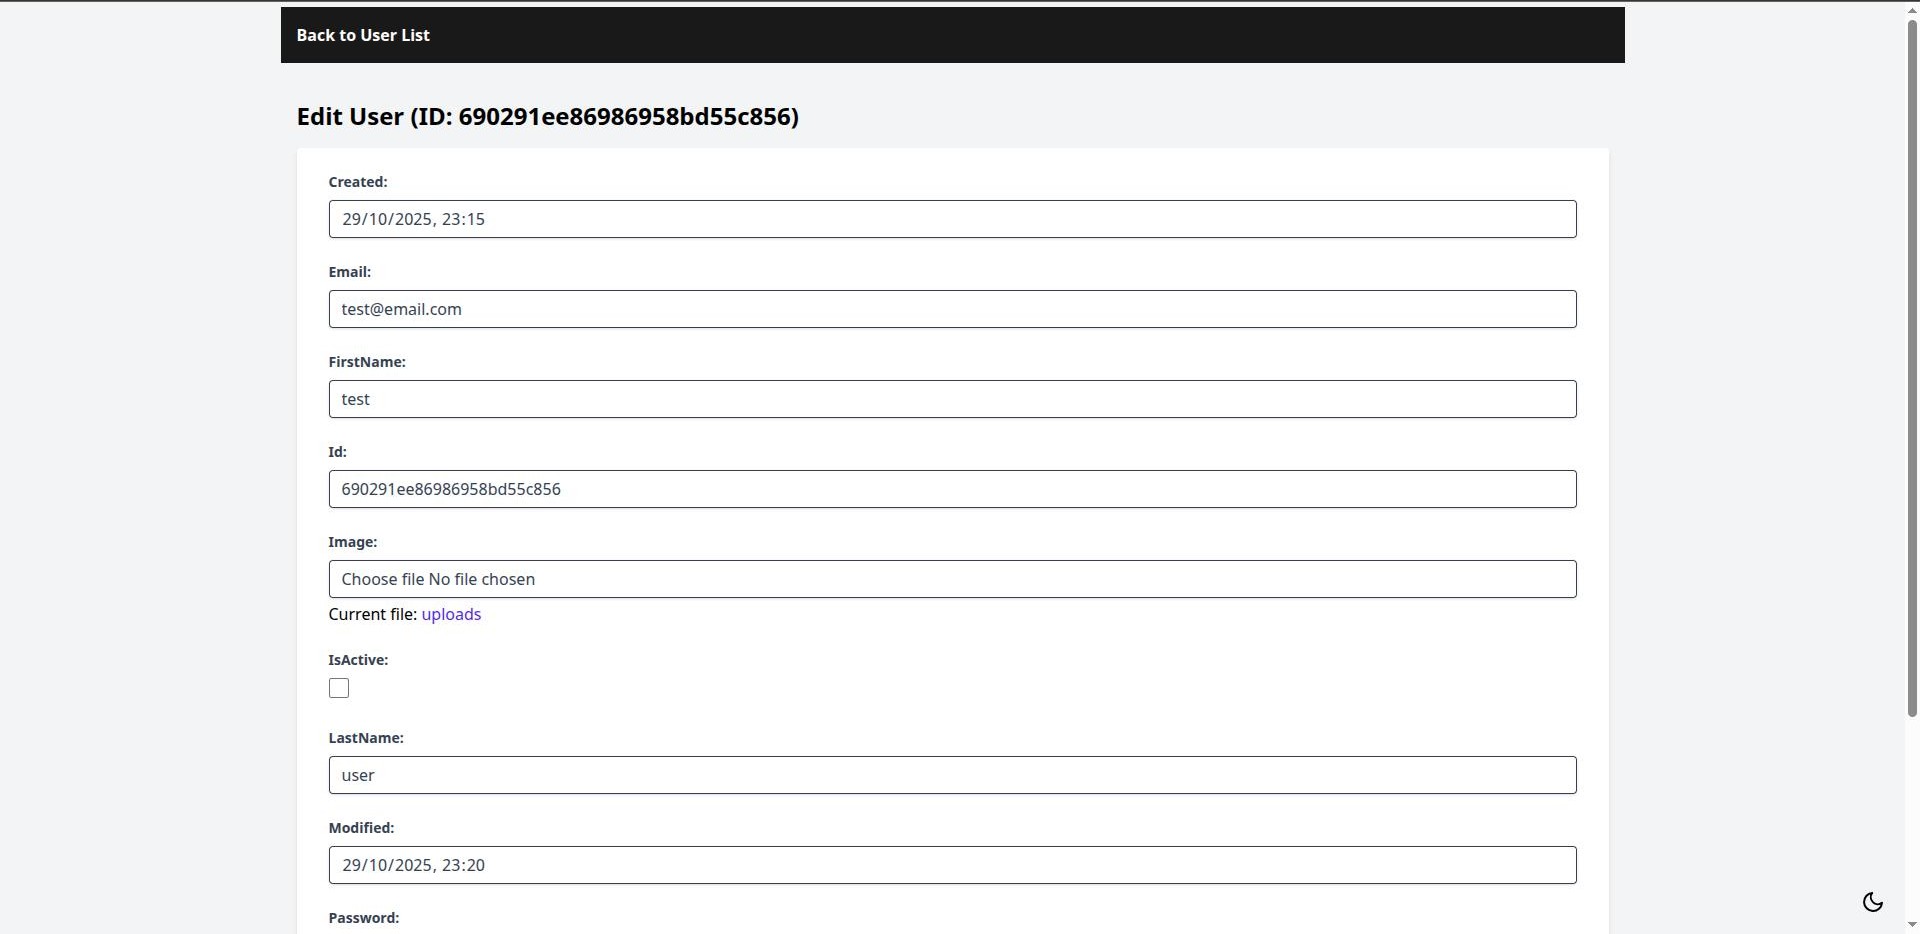 Back to User List
Edit User (ID: 690291ee86986958bd55c856)
Created:
29/10/2025, 23:15
Email:
test@email.com
FirstName:
test
Id:
690291ee86986958bd55c856
Image:
Choose file No file chosen
Current file: uploads
IsActive:
LastName:
user
Modified:
29/10/2025, 23:20
Password: